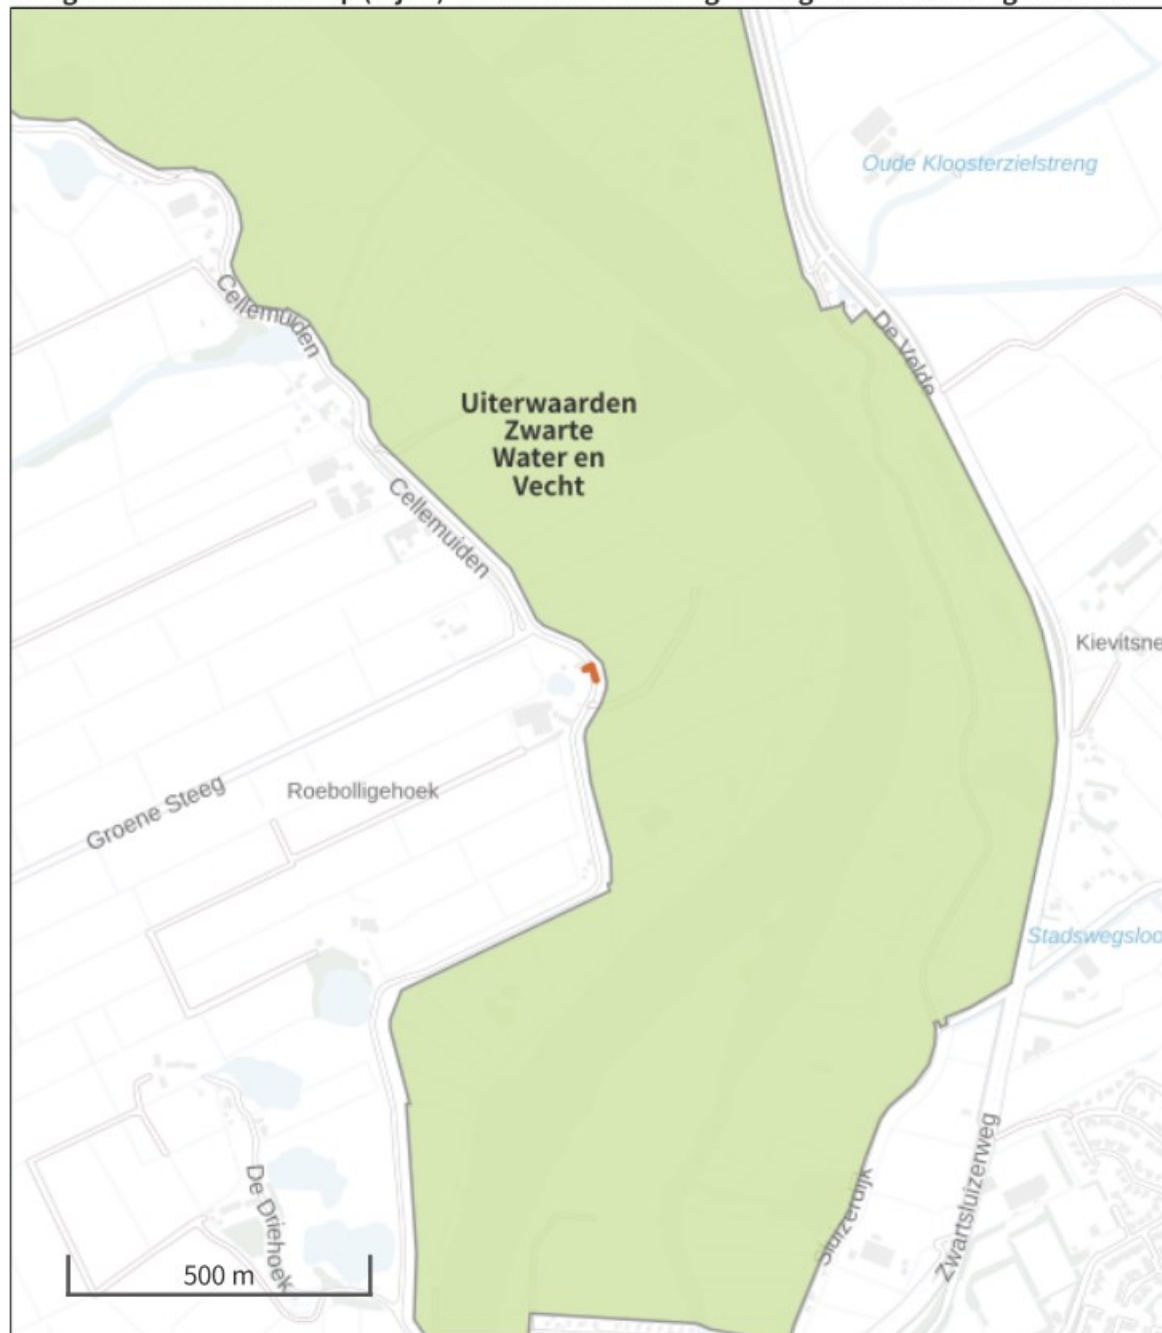 Oude Kloosterzielstreng
Cellemuiden
De Velde
Uiterwaarden
Zwarte
Water en
Vecht
Cellemuiden
Kievitsne
Groene Steeg
Roebolligehoek
Stadswegsloo
De Driehoek
Sluizerdijk
Zwartsluizerweg
500 m